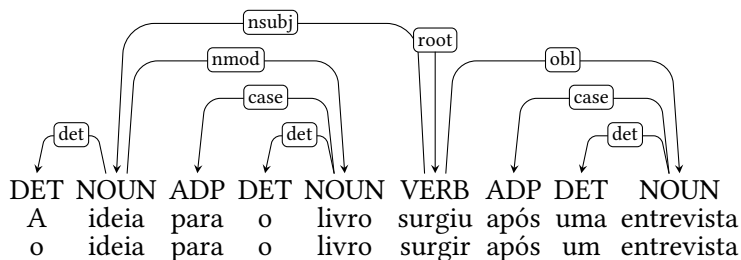 nsubj
root
nmod obl
case case
det det det
DET NOUN ADP DET NOUN VERB ADP DET NOUN
A ideia para o livro surgiu após uma entrevista
o ideia para o livro surgir após um entrevista